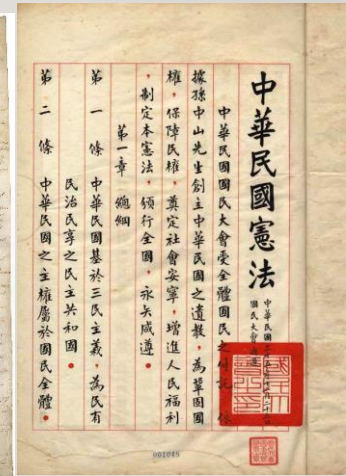 中華民國憲法
國民大會
中華民國國民大會受全體國民之付託，依
據孫中山先生創立中華民國之遺教，為鞏固國
權，保障民權，奠定社會安寧，增進人民福利
，制定本憲法，頒行全國，永矢咸遵。
第一章　總綱
第一條　中華民國基於三民主義，為民有
民治民享之民主共和國。
第二條　中華民國之主權屬於國民全體。
001048